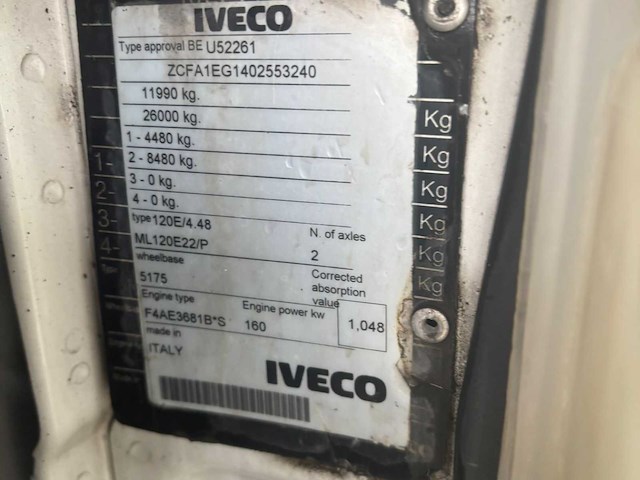 IVECO
Type approval BE U52261
ZCFA1EG1402553240
11990 kg.
26000 kg. Kg
1 - 4480 kg. Kg
1- 2 - 8480 kg. Kg
2- 3 - 0 kg. Kg
4 - 0 kg. Kg
3- type 120E/4.48 N. of axles
4- ML120E22/P 2 Kg
wheelbase
5175 Corrected absorption value
Engine type Engine power kw
F4AE3681B*S 160 1,048
made in
ITALY
IVECO